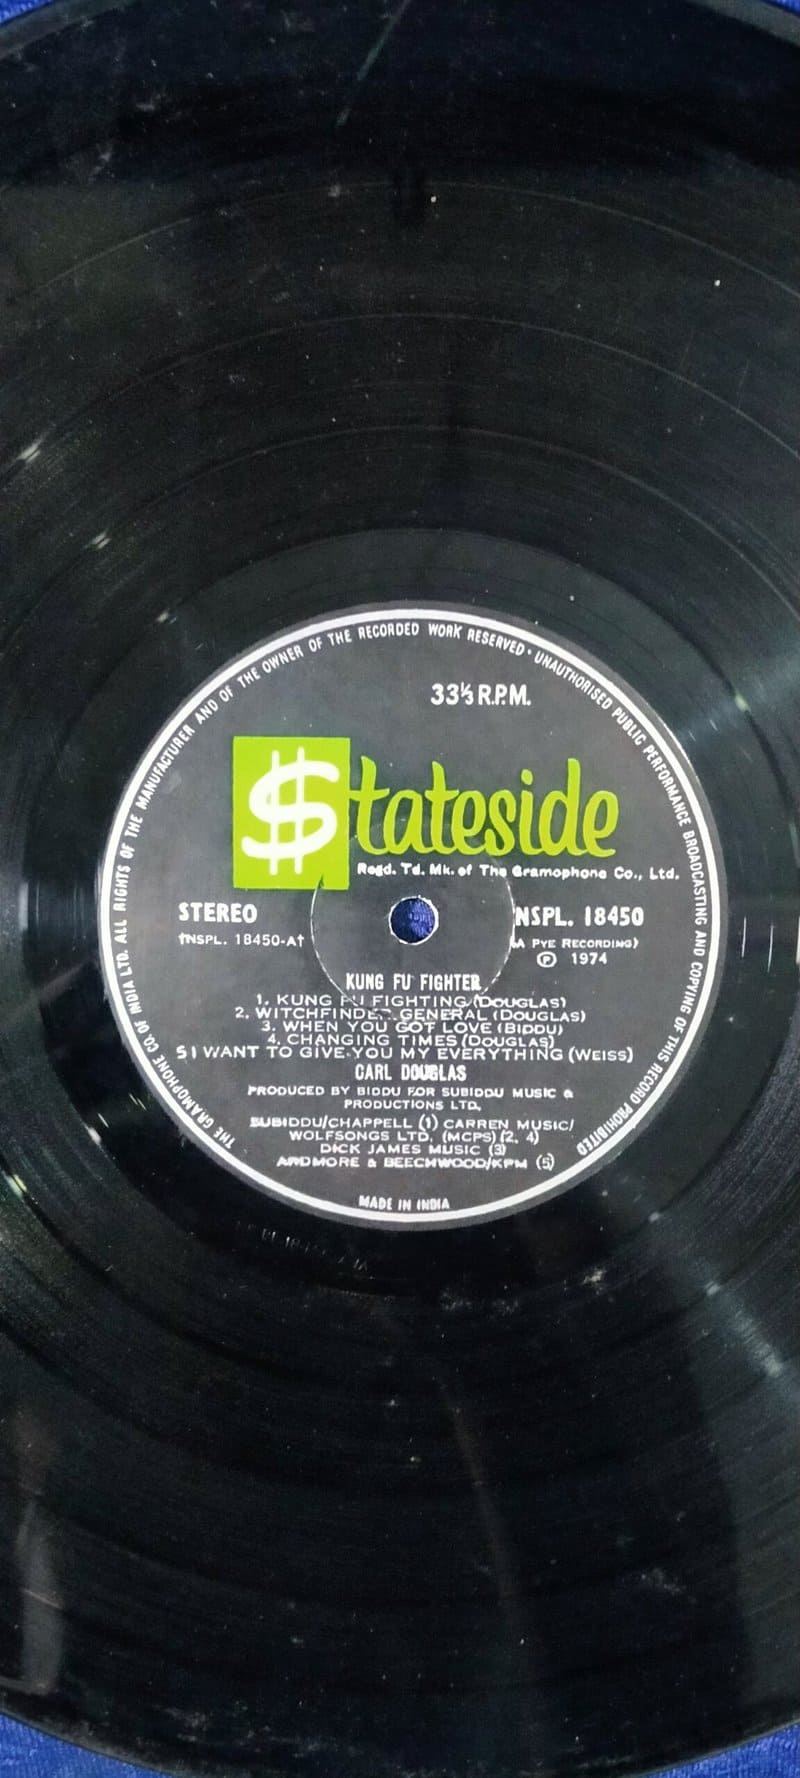 THE GRAMOPHONE CO. OF INDIA LTD. ALL RIGHTS OF THE MANUFACTURER AND OF THE OWNER OF THE RECORDED WORK RESERVED · UNAUTHORISED PUBLIC PERFORMANCE BROADCASTING AND COPYING OF THIS RECORD PROHIBITED
33⅓ R.P.M.
$tateside
Regd. Td. Mk. of The Gramophone Co., Ltd.
STEREO NSPL. 18450
†NSPL. 18450-A† (A PYE RECORDING)
℗ 1974
KUNG FU FIGHTER
1. KUNG FU FIGHTING (DOUGLAS)
2. WITCHFINDER GENERAL (DOUGLAS)
3. WHEN YOU GOT LOVE (BIDDU)
4. CHANGING TIMES (DOUGLAS)
5 I WANT TO GIVE YOU MY EVERYTHING (WEISS)
CARL DOUGLAS
PRODUCED BY BIDDU FOR SUBIDDU MUSIC &
PRODUCTIONS LTD.
SUBIDDU/CHAPPELL (1) CARREN MUSIC/
WOLFSONGS LTD. (MCPS) (2, 4)
DICK JAMES MUSIC (3)
ARDMORE & BEECHWOOD/KPM (5)
MADE IN INDIA